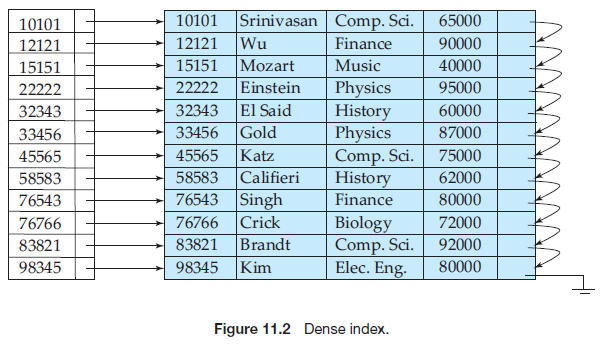 10101 10101 Srinivasan Comp. Sci. 65000
12121 12121 Wu Finance 90000
15151 15151 Mozart Music 40000
22222 22222 Einstein Physics 95000
32343 32343 El Said History 60000
33456 33456 Gold Physics 87000
45565 45565 Katz Comp. Sci. 75000
58583 58583 Califieri History 62000
76543 76543 Singh Finance 80000
76766 76766 Crick Biology 72000
83821 83821 Brandt Comp. Sci. 92000
98345 98345 Kim Elec. Eng. 80000
Figure 11.2 Dense index.